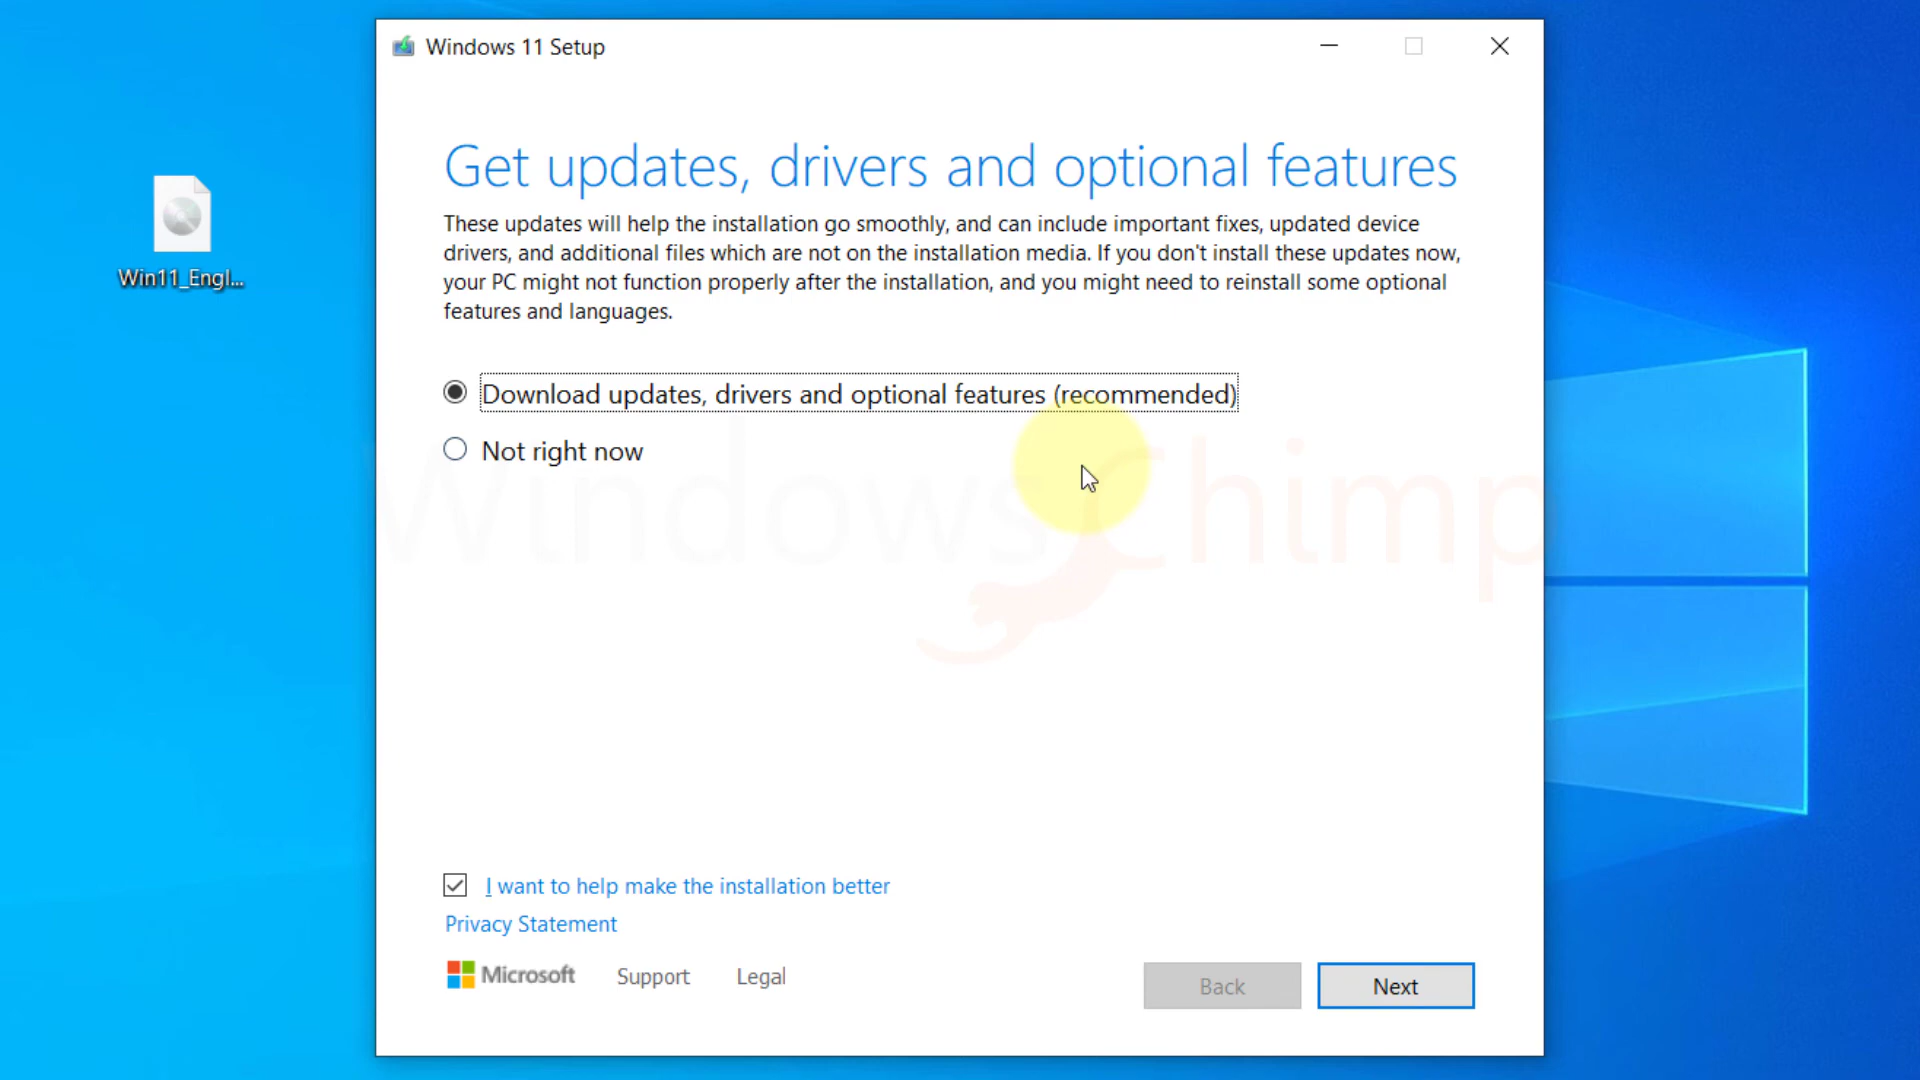 Windows 11 Setup
Win11_Engl...
Get updates, drivers and optional features
These updates will help the installation go smoothly, and can include important fixes, updated device
drivers, and additional files which are not on the installation media. If you don't install these updates now,
your PC might not function properly after the installation, and you might need to reinstall some optional
features and languages.
Download updates, drivers and optional features (recommended)
Not right now
WindowsChimp
I want to help make the installation better
Privacy Statement
Microsoft Support Legal
Back Next